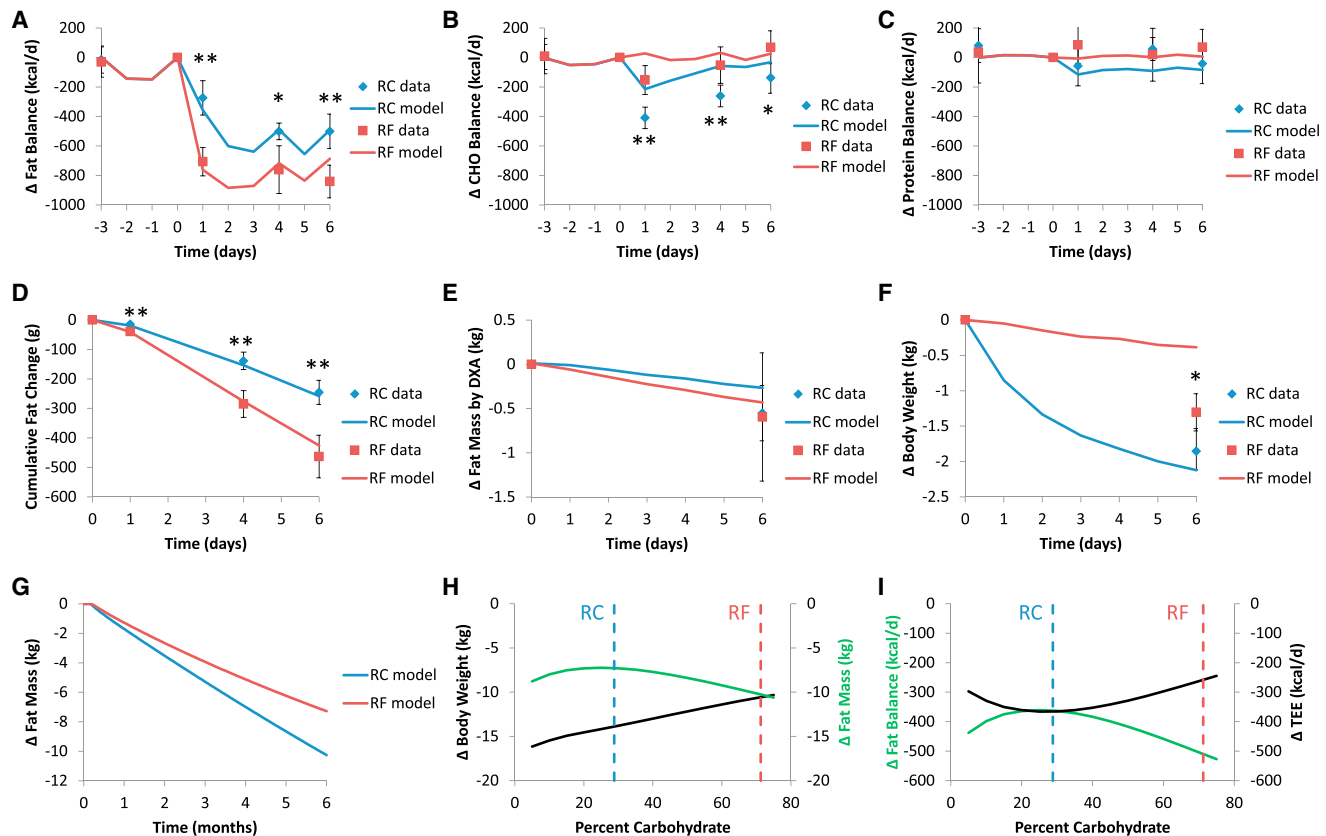 A
Δ Fat Balance (kcal/d)
200
0
-200
-400
-600
-800
-1000
-3 -2 -1 0 1 2 3 4 5 6
Time (days)
** * **
RC data
RC model
RF data
RF model
B
Δ CHO Balance (kcal/d)
200
0
-200
-400
-600
-800
-1000
-3 -2 -1 0 1 2 3 4 5 6
Time (days)
** ** *
RC data
RC model
RF data
RF model
C
Δ Protein Balance (kcal/d)
200
0
-200
-400
-600
-800
-1000
-3 -2 -1 0 1 2 3 4 5 6
Time (days)
RC data
RC model
RF data
RF model
D
Cumulative Fat Change (g)
0
-100
-200
-300
-400
-500
-600
0 1 2 3 4 5 6
Time (days)
** ** **
RC data
RC model
RF data
RF model
E
Δ Fat Mass by DXA (kg)
0.5
0
-0.5
-1
-1.5
0 1 2 3 4 5 6
Time (days)
RC data
RC model
RF data
RF model
F
Δ Body Weight (kg)
0
-0.5
-1
-1.5
-2
-2.5
0 1 2 3 4 5 6
Time (days)
*
RC data
RC model
RF data
RF model
G
Δ Fat Mass (kg)
0
-2
-4
-6
-8
-10
-12
0 1 2 3 4 5 6
Time (months)
RC model
RF model
H
Δ Body Weight (kg)
0
-5
-10
-15
-20
RC RF
0
-5
-10
-15
-20
Δ Fat Mass (kg)
0 20 40 60 80
Percent Carbohydrate
I
Δ Fat Balance (kcal/d)
0
-100
-200
-300
-400
-500
-600
RC RF
0
-100
-200
-300
-400
-500
-600
Δ TEE (kcal/d)
0 20 40 60 80
Percent Carbohydrate